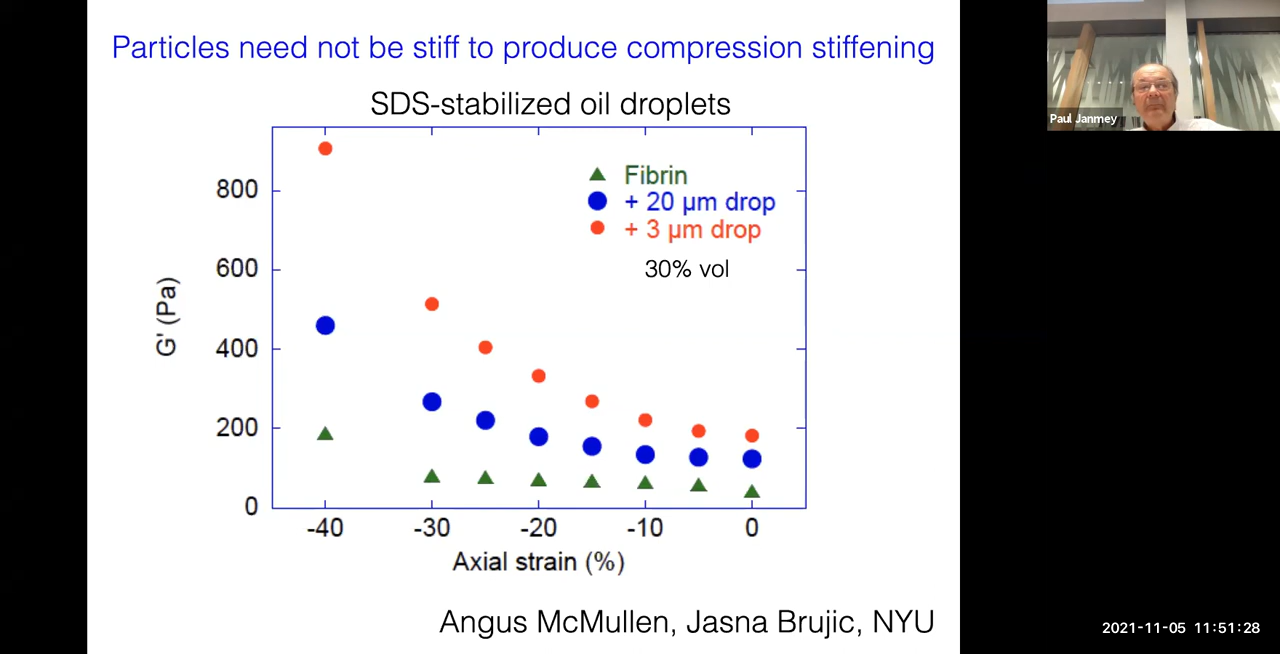 Particles need not be stiff to produce compression stiffening
SDS-stabilized oil droplets
Paul Janmey
Fibrin
+ 20 μm drop
+ 3 μm drop
30% vol
G' (Pa)
800
600
400
200
0
-40 -30 -20 -10 0
Axial strain (%)
Angus McMullen, Jasna Brujic, NYU
2021-11-05 11:51:28